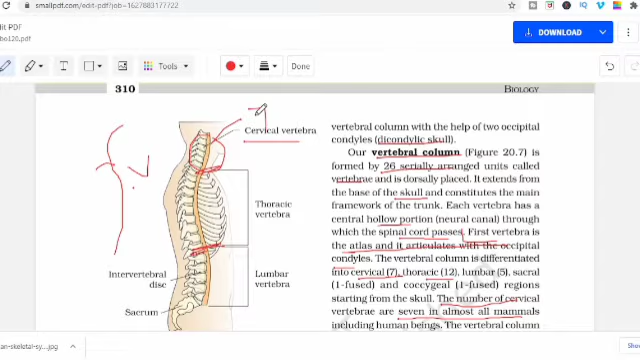 smallpdf.com/edit-pdf#job=1627883177722
dit PDF
bo120.pdf
DOWNLOAD
Tools
Done
310
BIOLOGY
7
Cervical vertebra
V
Thoracic
vertebra
Intervertebral
disc
Lumbar
vertebra
Sacrum
vertebral column with the help of two occipital
condyles (dicondylic skull).
Our vertebral column (Figure 20.7) is
formed by 26 serially arranged units called
vertebrae and is dorsally placed. It extends from
the base of the skull and constitutes the main
framework of the trunk. Each vertebra has a
central hollow portion (neural canal) through
which the spinal cord passes. First vertebra is
the atlas and it articulates with the occipital
condyles. The vertebral column is differentiated
into cervical (7), thoracic (12), lumbar (5), sacral
(1-fused) and coccygeal (1-fused) regions
starting from the skull. The number of cervical
vertebrae are seven in almost all mammals
including human beings. The vertebral column
an-skeletal-sy....jpg
Sho